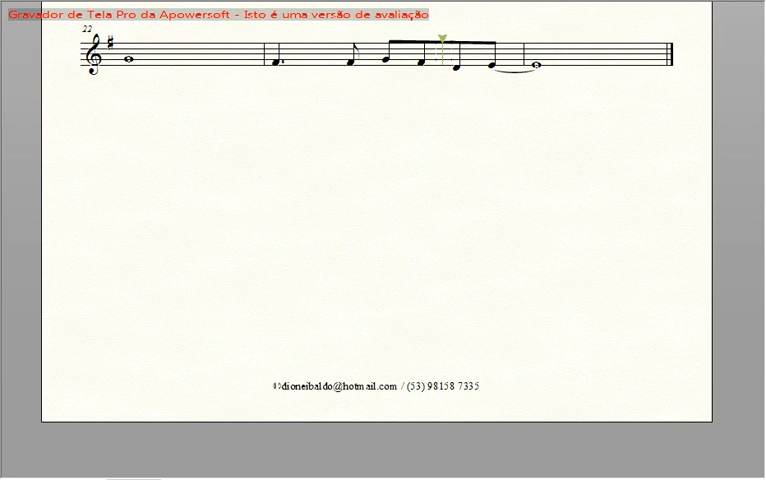 Gravador de Tela Pro da Apowersoft - Isto é uma versão de avaliação
22
©dioneibaldo@hotmail.com / (53) 98158 7335